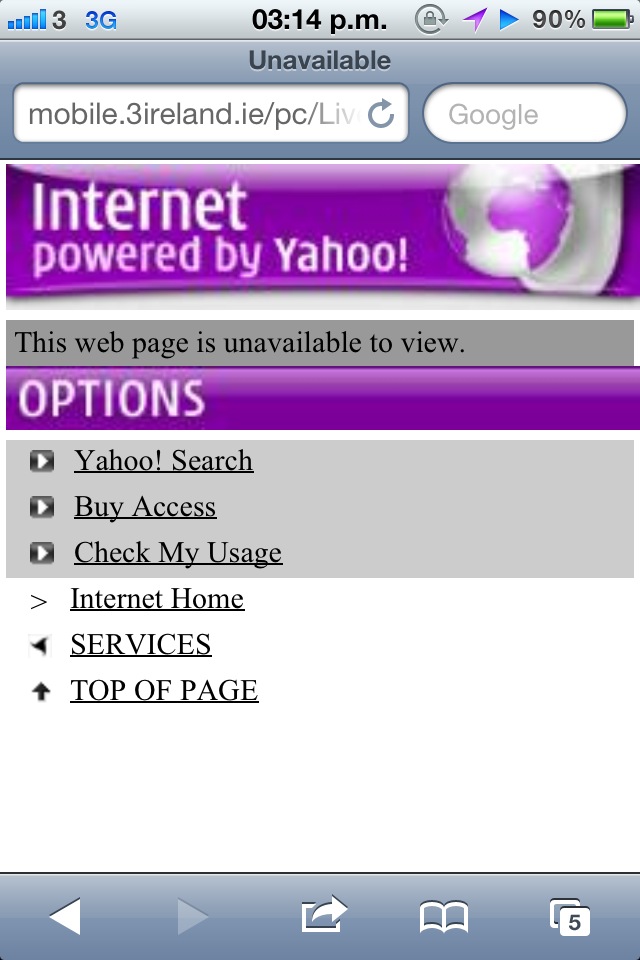 3 3G 03:14 p.m. 90%
Unavailable
mobile.3ireland.ie/pc/Liv
Google
Internet
powered by Yahoo!
This web page is unavailable to view.
OPTIONS
Yahoo! Search
Buy Access
Check My Usage
> Internet Home
SERVICES
TOP OF PAGE
5